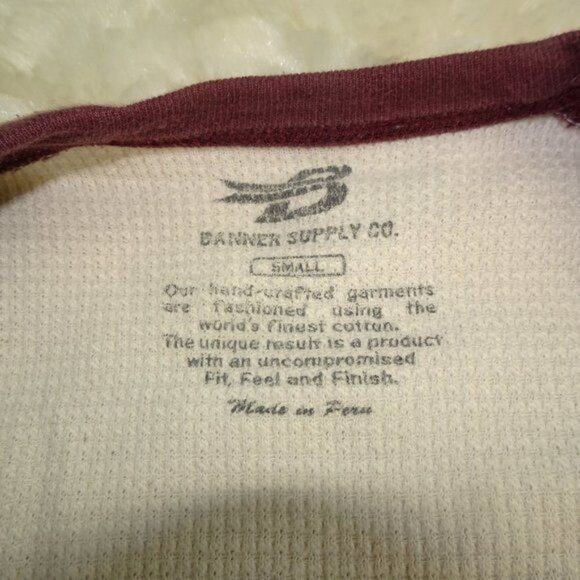 B
BANNER SUPPLY CO.
SMALL
Our hand-crafted garments
are fashioned using the
world's finest cotton.
The unique result is a product
with an uncompromised
Fit, Feel and Finish.
Made in Peru